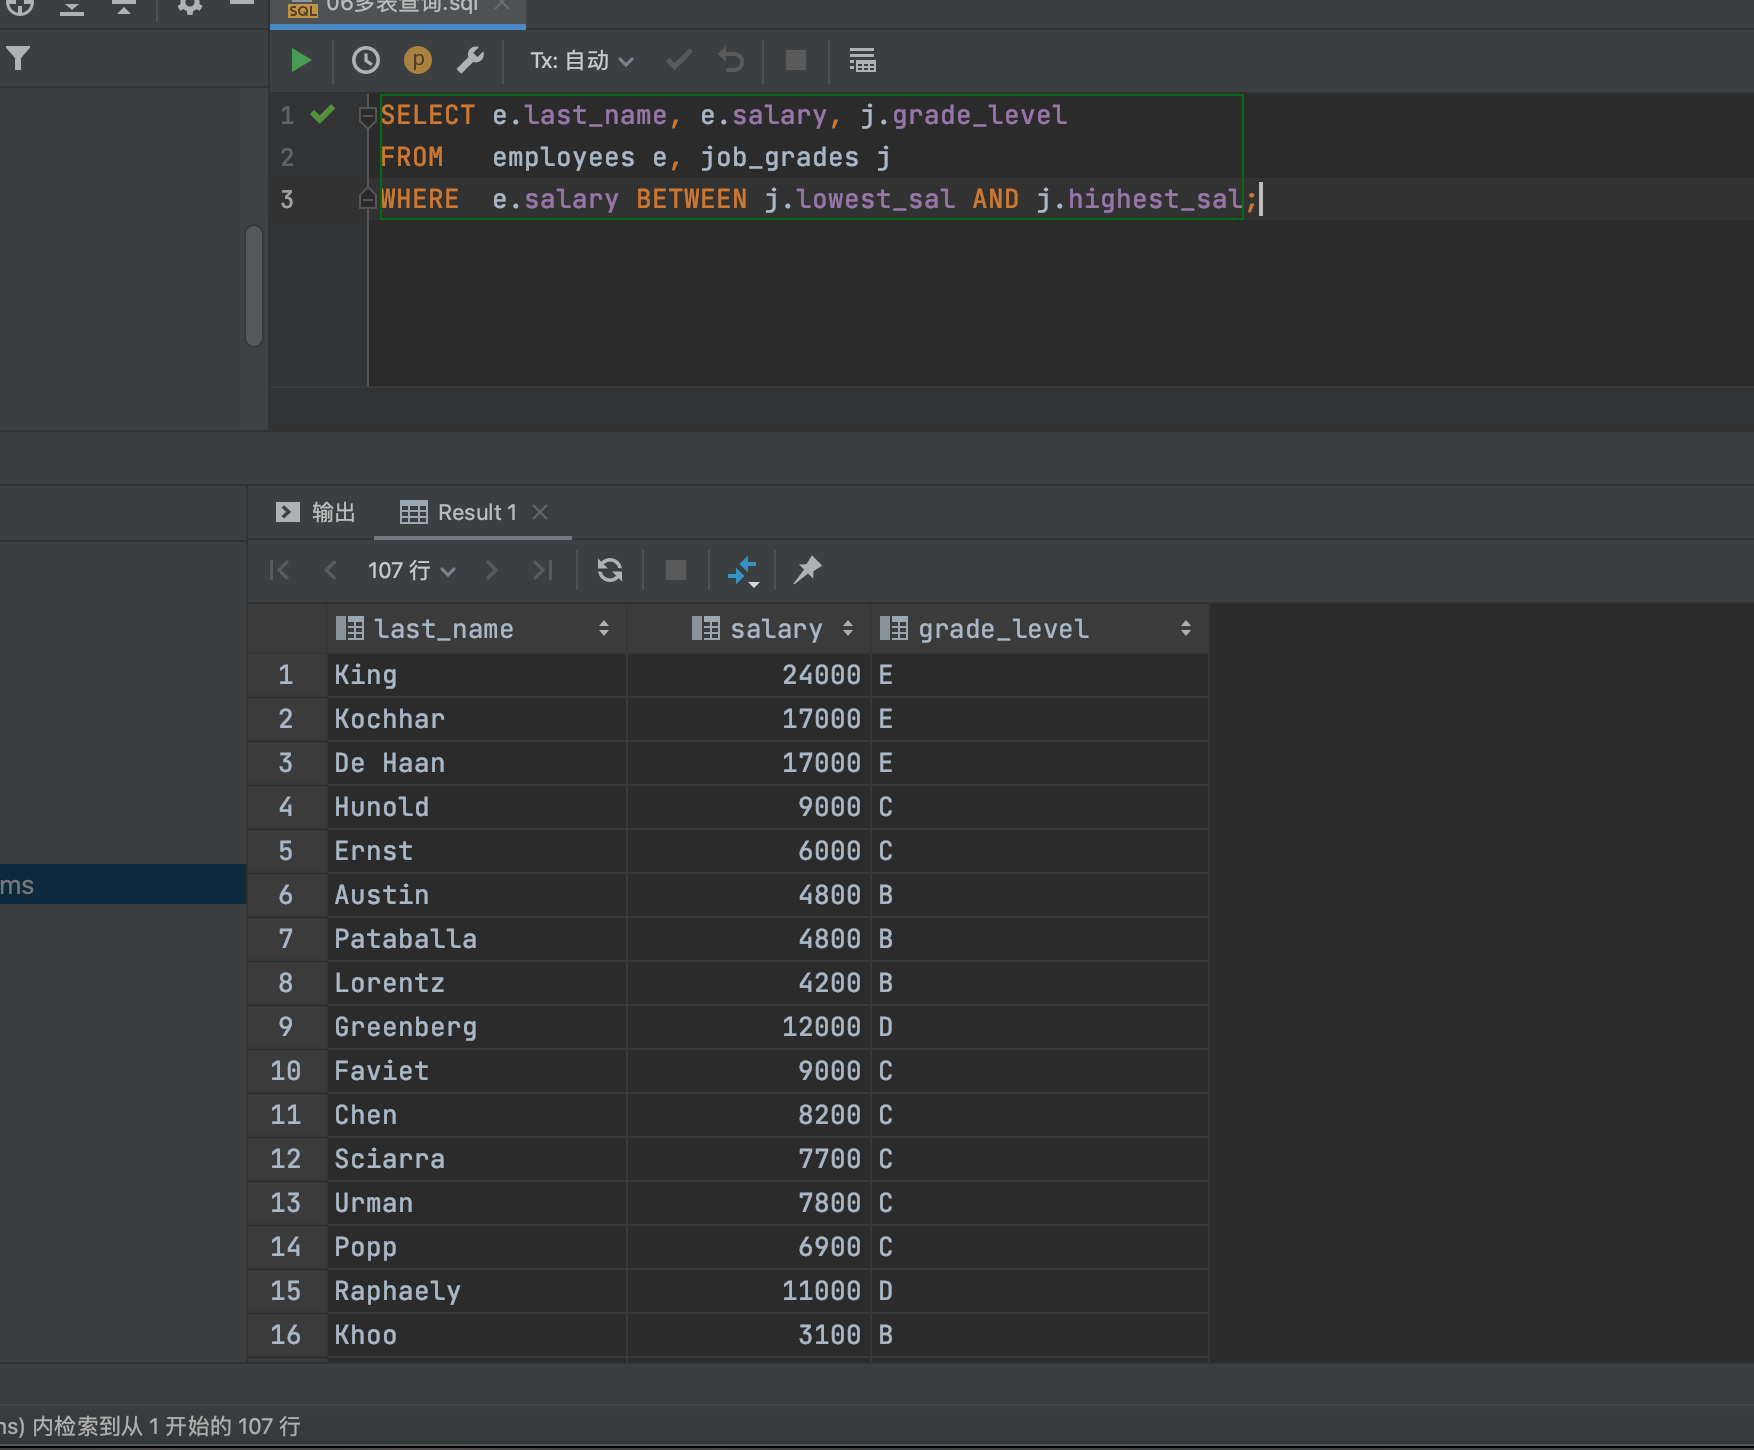 SQL 06多表查询.sql
p Tx: 自动
1 SELECT e.last_name, e.salary, j.grade_level
2 FROM employees e, job_grades j
3 WHERE e.salary BETWEEN j.lowest_sal AND j.highest_sal;
输出 Result 1
107 行
last_name salary grade_level
1 King 24000 E
2 Kochhar 17000 E
3 De Haan 17000 E
4 Hunold 9000 C
5 Ernst 6000 C
ms
6 Austin 4800 B
7 Pataballa 4800 B
8 Lorentz 4200 B
9 Greenberg 12000 D
10 Faviet 9000 C
11 Chen 8200 C
12 Sciarra 7700 C
13 Urman 7800 C
14 Popp 6900 C
15 Raphaely 11000 D
16 Khoo 3100 B
ms) 内检索到从 1 开始的 107 行